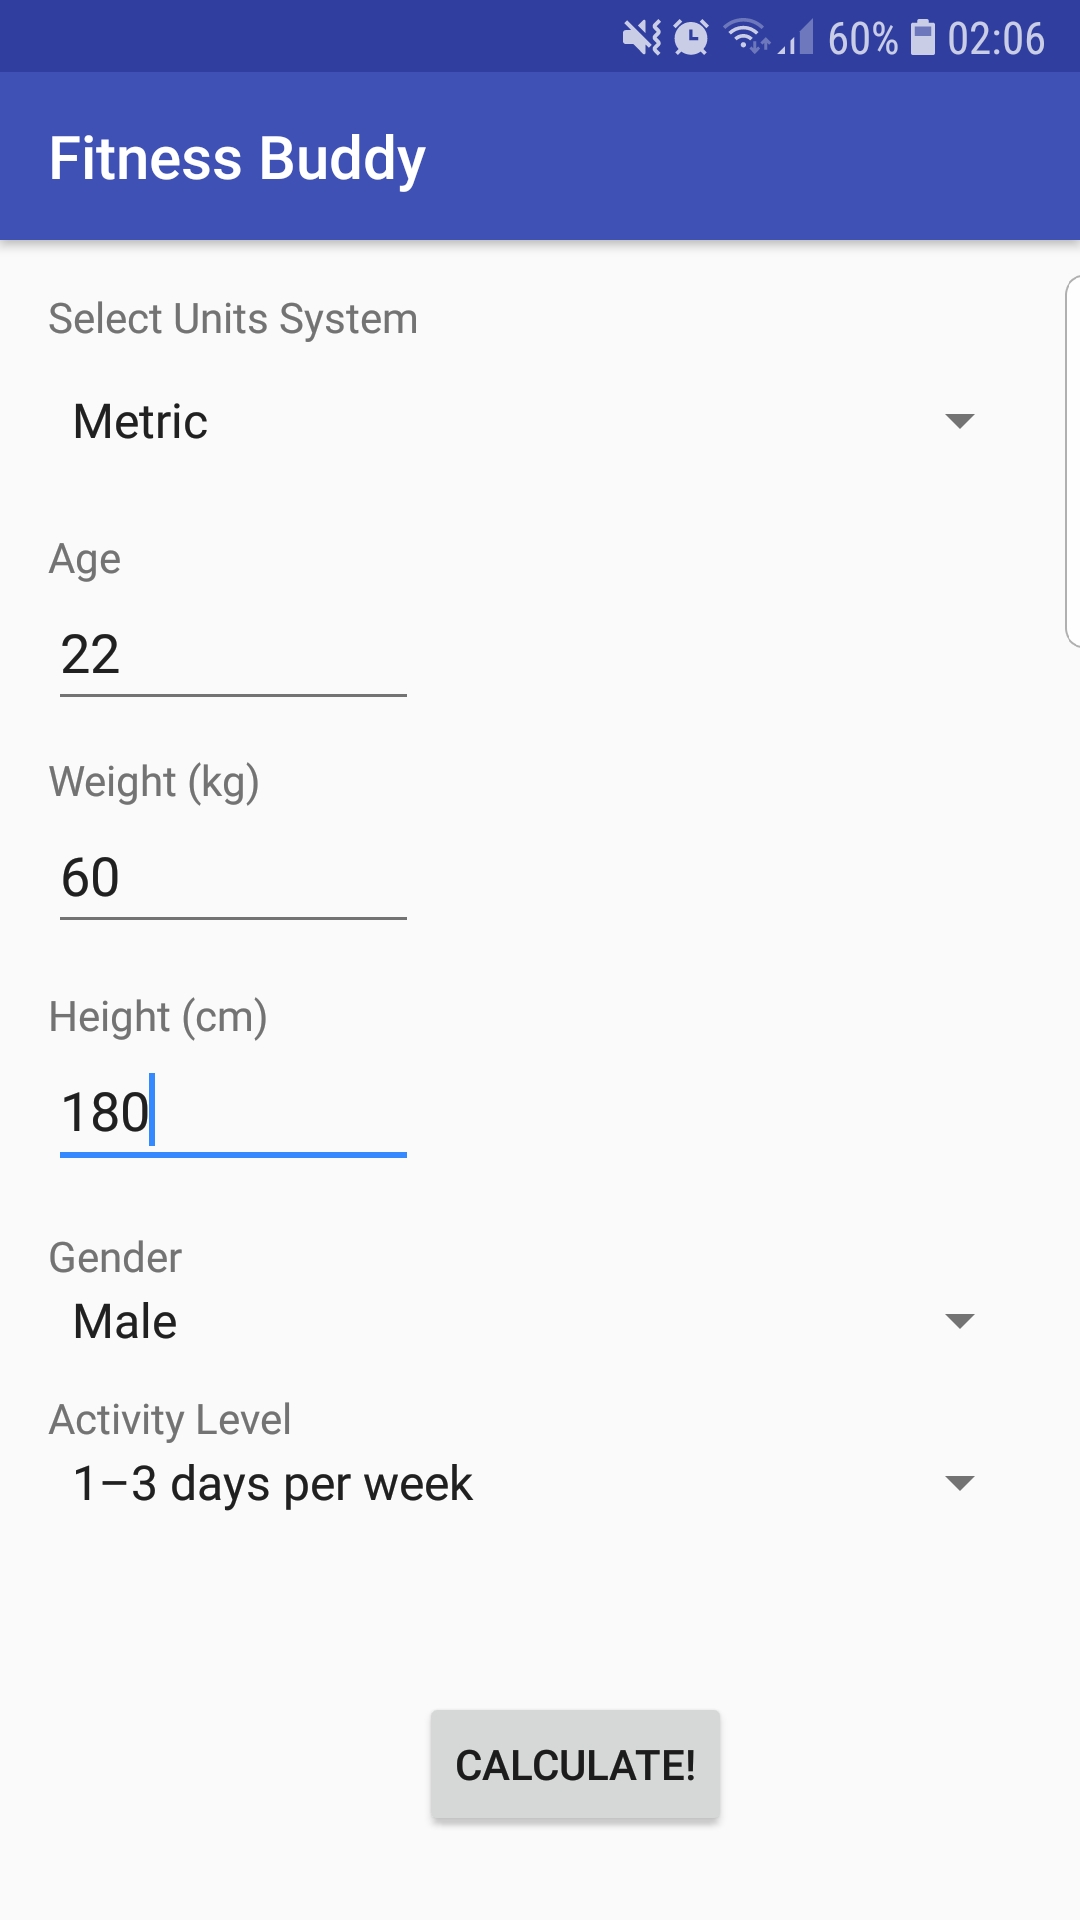 60% 02:06
Fitness Buddy
Select Units System
Metric
Age
22
Weight (kg)
60
Height (cm)
180
Gender
Male
Activity Level
1–3 days per week
CALCULATE!